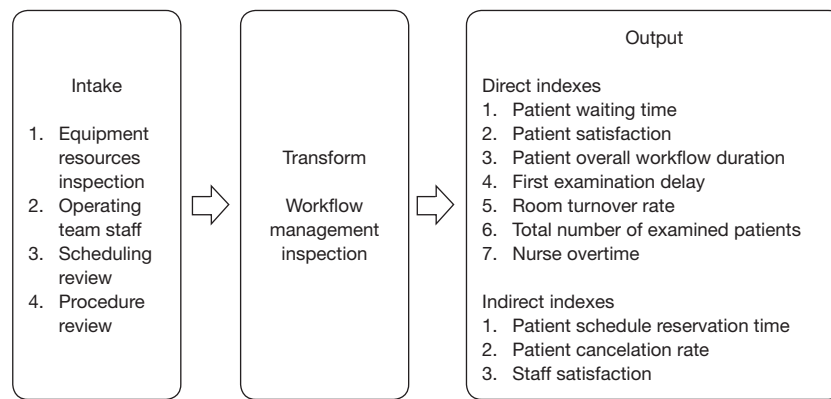 Intake
1. Equipment
resources
inspection
2. Operating
team staff
3. Scheduling
review
4. Procedure
review
Transform
Workflow
management
inspection
Output
Direct indexes
1. Patient waiting time
2. Patient satisfaction
3. Patient overall workflow duration
4. First examination delay
5. Room turnover rate
6. Total number of examined patients
7. Nurse overtime
Indirect indexes
1. Patient schedule reservation time
2. Patient cancelation rate
3. Staff satisfaction